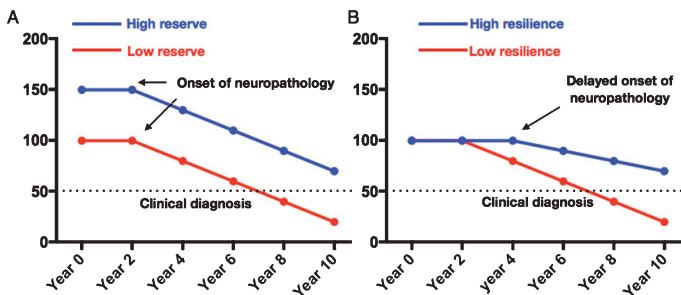 A
High reserve
Low reserve
200
150
100
50
0
Onset of neuropathology
Clinical diagnosis
Year 0
Year 2
Year 4
Year 6
Year 8
Year 10
B
High resilience
Low resilience
200
150
100
50
0
Delayed onset of
neuropathology
Clinical diagnosis
Year 0
Year 2
year 4
Year 6
Year 8
Year 10